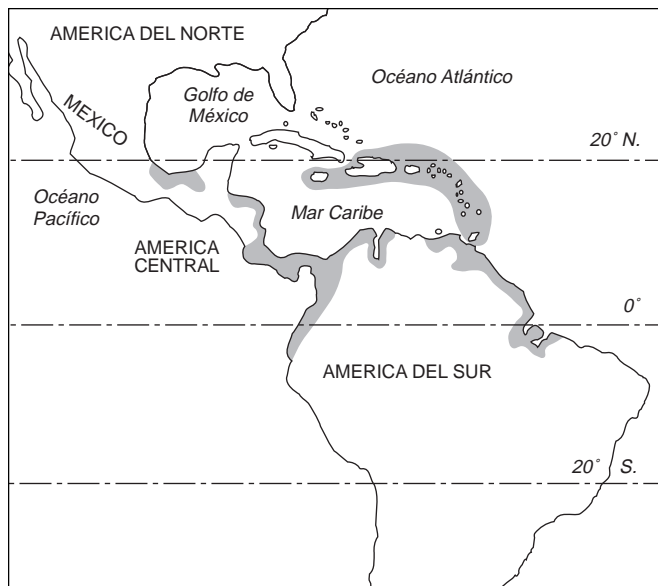 AMERICA DEL NORTE
Océano Atlántico
Golfo de
México
MEXICO
20˚ N.
Océano
Pacífico
Mar Caribe
AMERICA
CENTRAL
0˚
AMERICA DEL SUR
20˚ S.